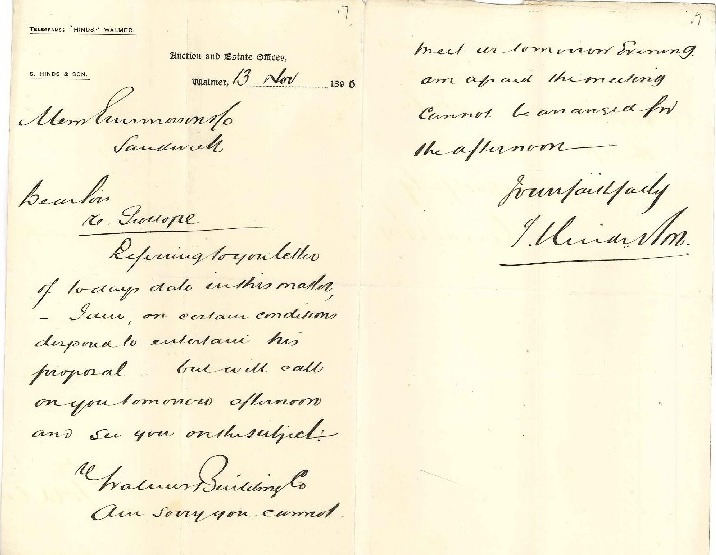 TELEGRAMS: "HINDS," WALMER.
Auction and Estate Offices,
S. HINDS & SON.
Walmer, 13 Nov 1896
Messrs Emmerson & Co
Sandwich
Dear Sirs
re
Referring to your letter
of to days date in this matter,
- I am, on certain conditions
disposed to entertain his
proposal but will call
on you tomorrow afternoon
and see you on the subject:-
re Walmer Building Co
Am sorry you cannot
meet us tomorrow Evening
am afraid the meeting
cannot be arranged for
the afternoon
Yours faithfully
S. Hinds & Son.